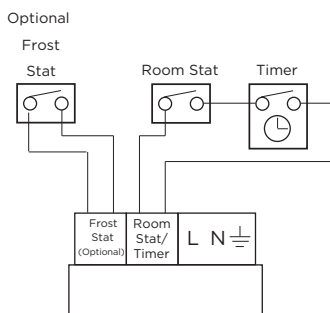 Optional
Frost
Stat
Room Stat
Timer
Frost
Stat
(Optional)
Room
Stat/
Timer
L N